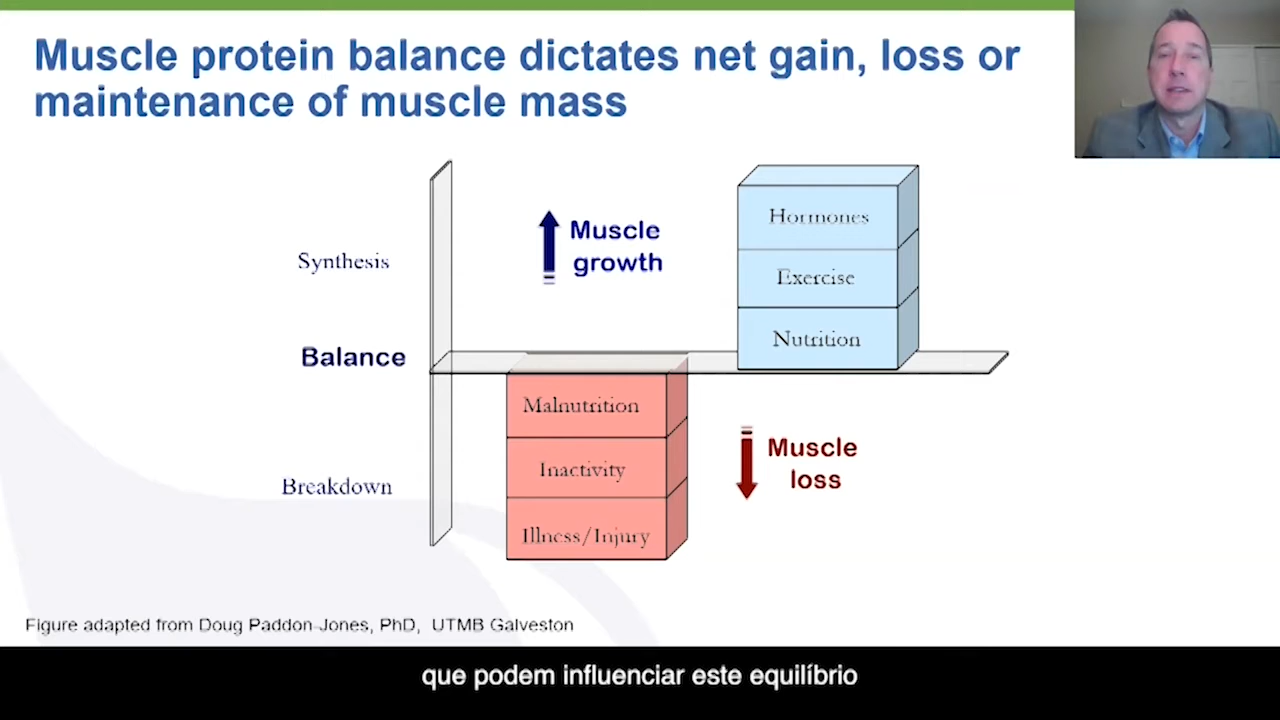 Muscle protein balance dictates net gain, loss or
maintenance of muscle mass
Hormones
Muscle
growth
Synthesis
Exercise
Nutrition
Balance
Malnutrition
Muscle
loss
Inactivity
Breakdown
Illness/Injury
Figure adapted from Doug Paddon-Jones, PhD, UTMB Galveston
que podem influenciar este equilíbrio